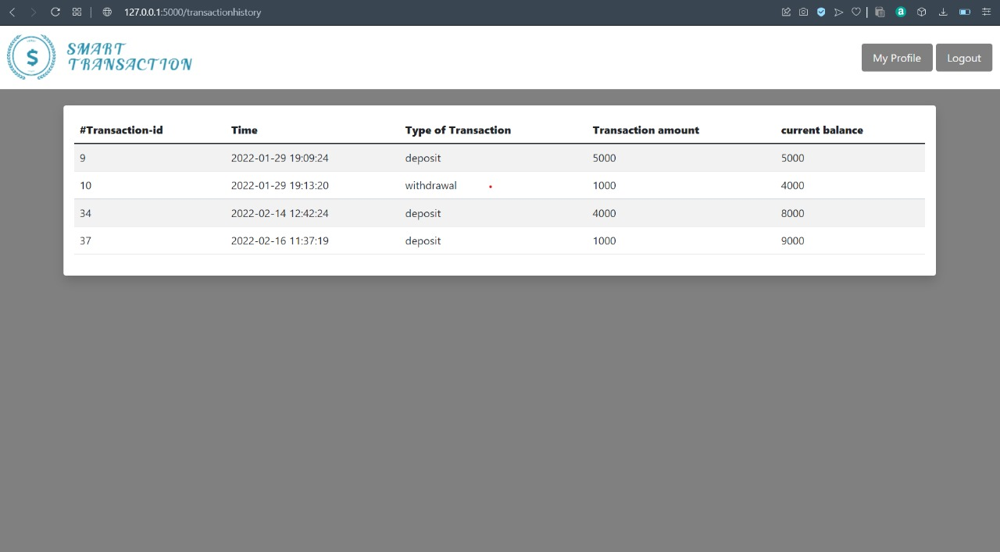 127.0.0.1:5000/transactionhistory
$
SMART
TRANSACTION
My Profile Logout
#Transaction-id Time Type of Transaction Transaction amount current balance
9 2022-01-29 19:09:24 deposit 5000 5000
10 2022-01-29 19:13:20 withdrawal 1000 4000
34 2022-02-14 12:42:24 deposit 4000 8000
37 2022-02-16 11:37:19 deposit 1000 9000